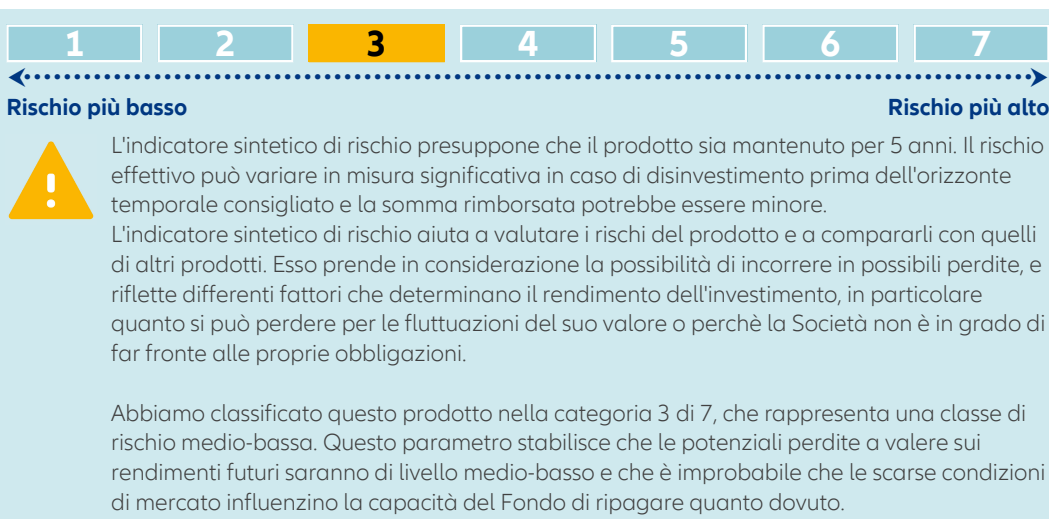 1 2 3 4 5 6 7
Rischio più basso Rischio più alto
L'indicatore sintetico di rischio presuppone che il prodotto sia mantenuto per 5 anni. Il rischio
effettivo può variare in misura significativa in caso di disinvestimento prima dell'orizzonte
temporale consigliato e la somma rimborsata potrebbe essere minore.
L'indicatore sintetico di rischio aiuta a valutare i rischi del prodotto e a compararli con quelli
di altri prodotti. Esso prende in considerazione la possibilità di incorrere in possibili perdite, e
riflette differenti fattori che determinano il rendimento dell'investimento, in particolare
quanto si può perdere per le fluttuazioni del suo valore o perchè la Società non è in grado di
far fronte alle proprie obbligazioni.
Abbiamo classificato questo prodotto nella categoria 3 di 7, che rappresenta una classe di
rischio medio-bassa. Questo parametro stabilisce che le potenziali perdite a valere sui
rendimenti futuri saranno di livello medio-basso e che è improbabile che le scarse condizioni
di mercato influenzino la capacità del Fondo di ripagare quanto dovuto.